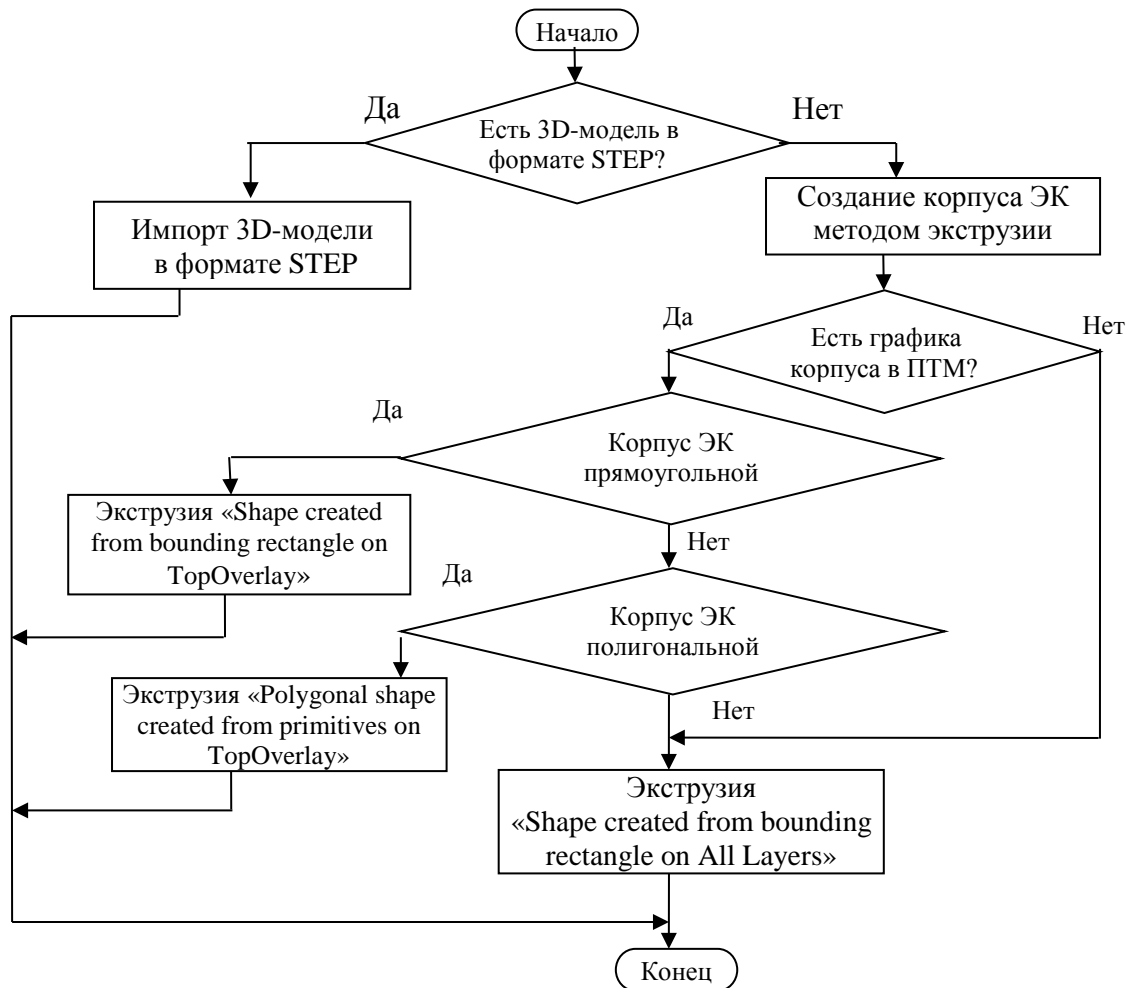 Начало
Да
Нет
Есть 3D-модель в
формате STEP?
Импорт 3D-модели
в формате STEP
Создание корпуса ЭК
методом экструзии
Да
Нет
Есть графика
корпуса в ПТМ?
Да
Корпус ЭК
прямоугольной
Экструзия «Shape created
from bounding rectangle on
TopOverlay»
Нет
Да
Корпус ЭК
полигональной
Экструзия «Polygonal shape
created from primitives on
TopOverlay»
Нет
Экструзия
«Shape created from bounding
rectangle on All Layers»
Конец